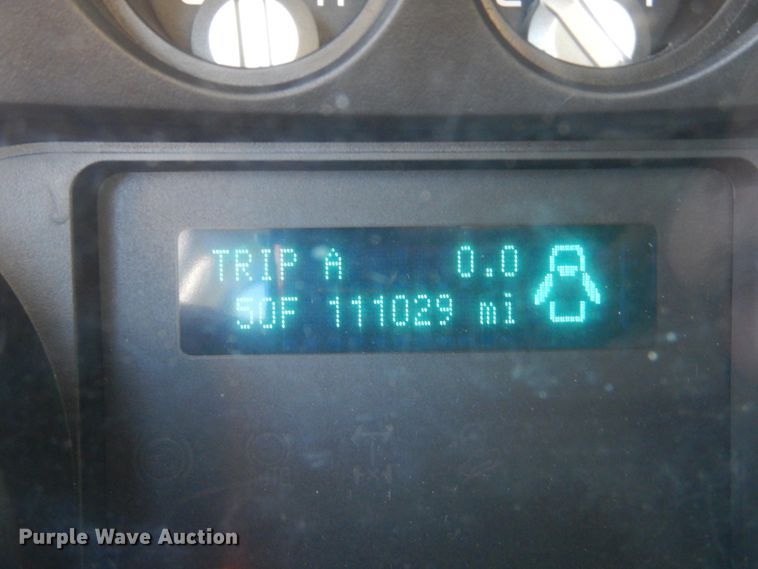 H
TRIP A 0.0
50F 111029 mi
Purple Wave Auction